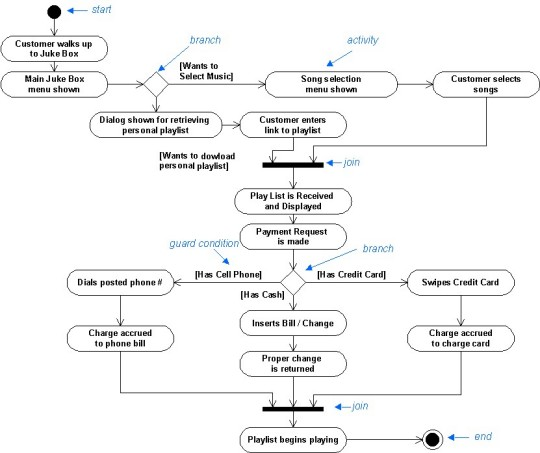 start
Customer walks up
to Juke Box
branch
activity
Main Juke Box
menu shown
[Wants to
Select Music]
Song selection
menu shown
Customer selects
songs
Dialog shown for retrieving
personal playlist
Customer enters
link to playlist
[Wants to dowload
personal playlist]
join
Play List is Received
and Displayed
Payment Request
is made
guard condition
branch
[Has Cell Phone]
[Has Credit Card]
Dials posted phone #
[Has Cash]
Swipes Credit Card
Inserts Bill / Change
Charge accrued
to phone bill
Charge accrued
to charge card
Proper change
is returned
join
Playlist begins playing
end